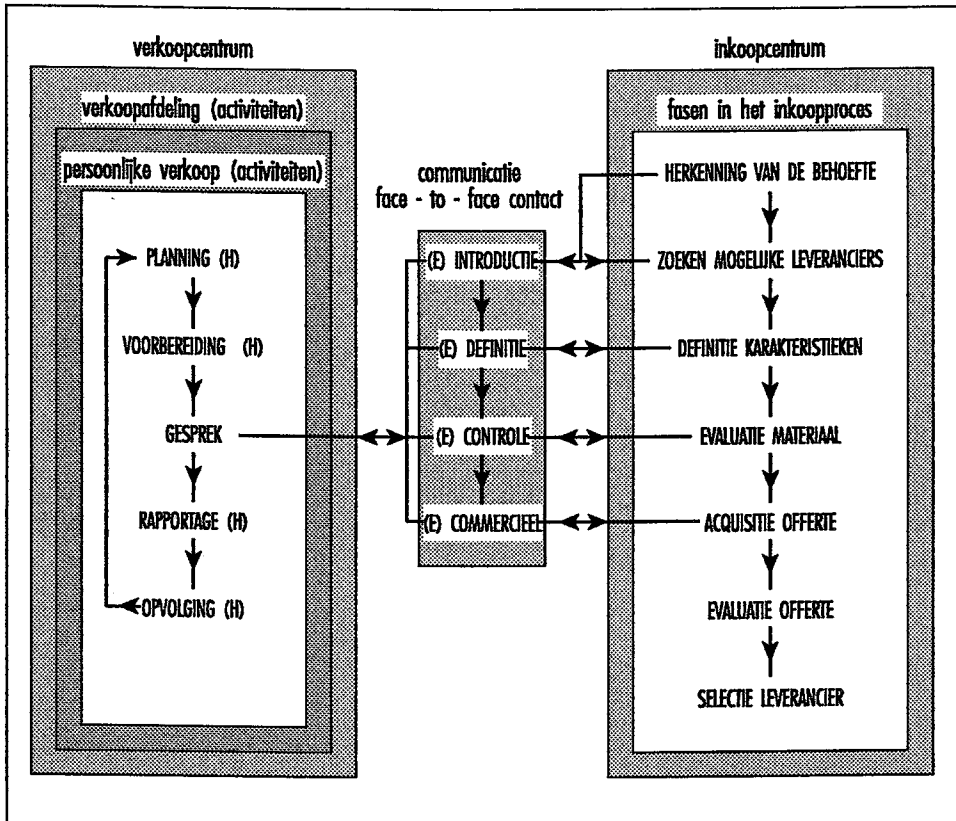 verkoopcentrum
verkoopafdeling (activiteiten)
persoonlijke verkoop (activiteiten)
PLANNING (H)
VOORBEREIDING (H)
GESPREK
RAPPORTAGE (H)
OPVOLGING (H)
communicatie
face - to - face contact
(E) INTRODUCTIE
(E) DEFINITIE
(E) CONTROLE
(E) COMMERCIEEL
inkoopcentrum
fasen in het inkoopproces
HERKENNING VAN DE BEHOEFTE
ZOEKEN MOGELIJKE LEVERANCIERS
DEFINITIE KARAKTERISTIEKEN
EVALUATIE MATERIAAL
ACQUISITIE OFFERTE
EVALUATIE OFFERTE
SELECTIE LEVERANCIER